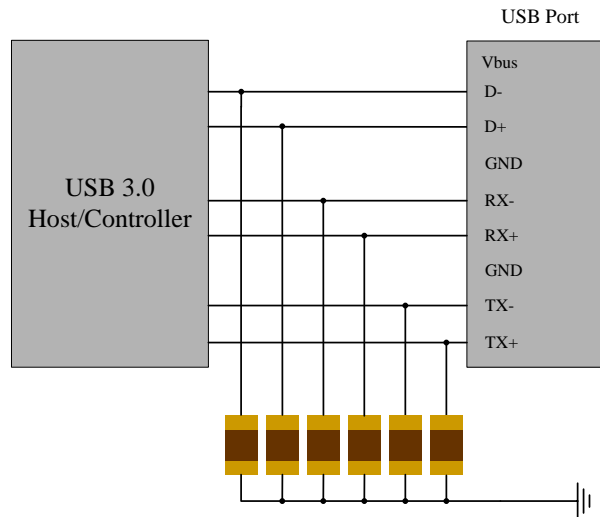 USB Port
USB 3.0
Host/Controller
Vbus
D-
D+
GND
RX-
RX+
GND
TX-
TX+